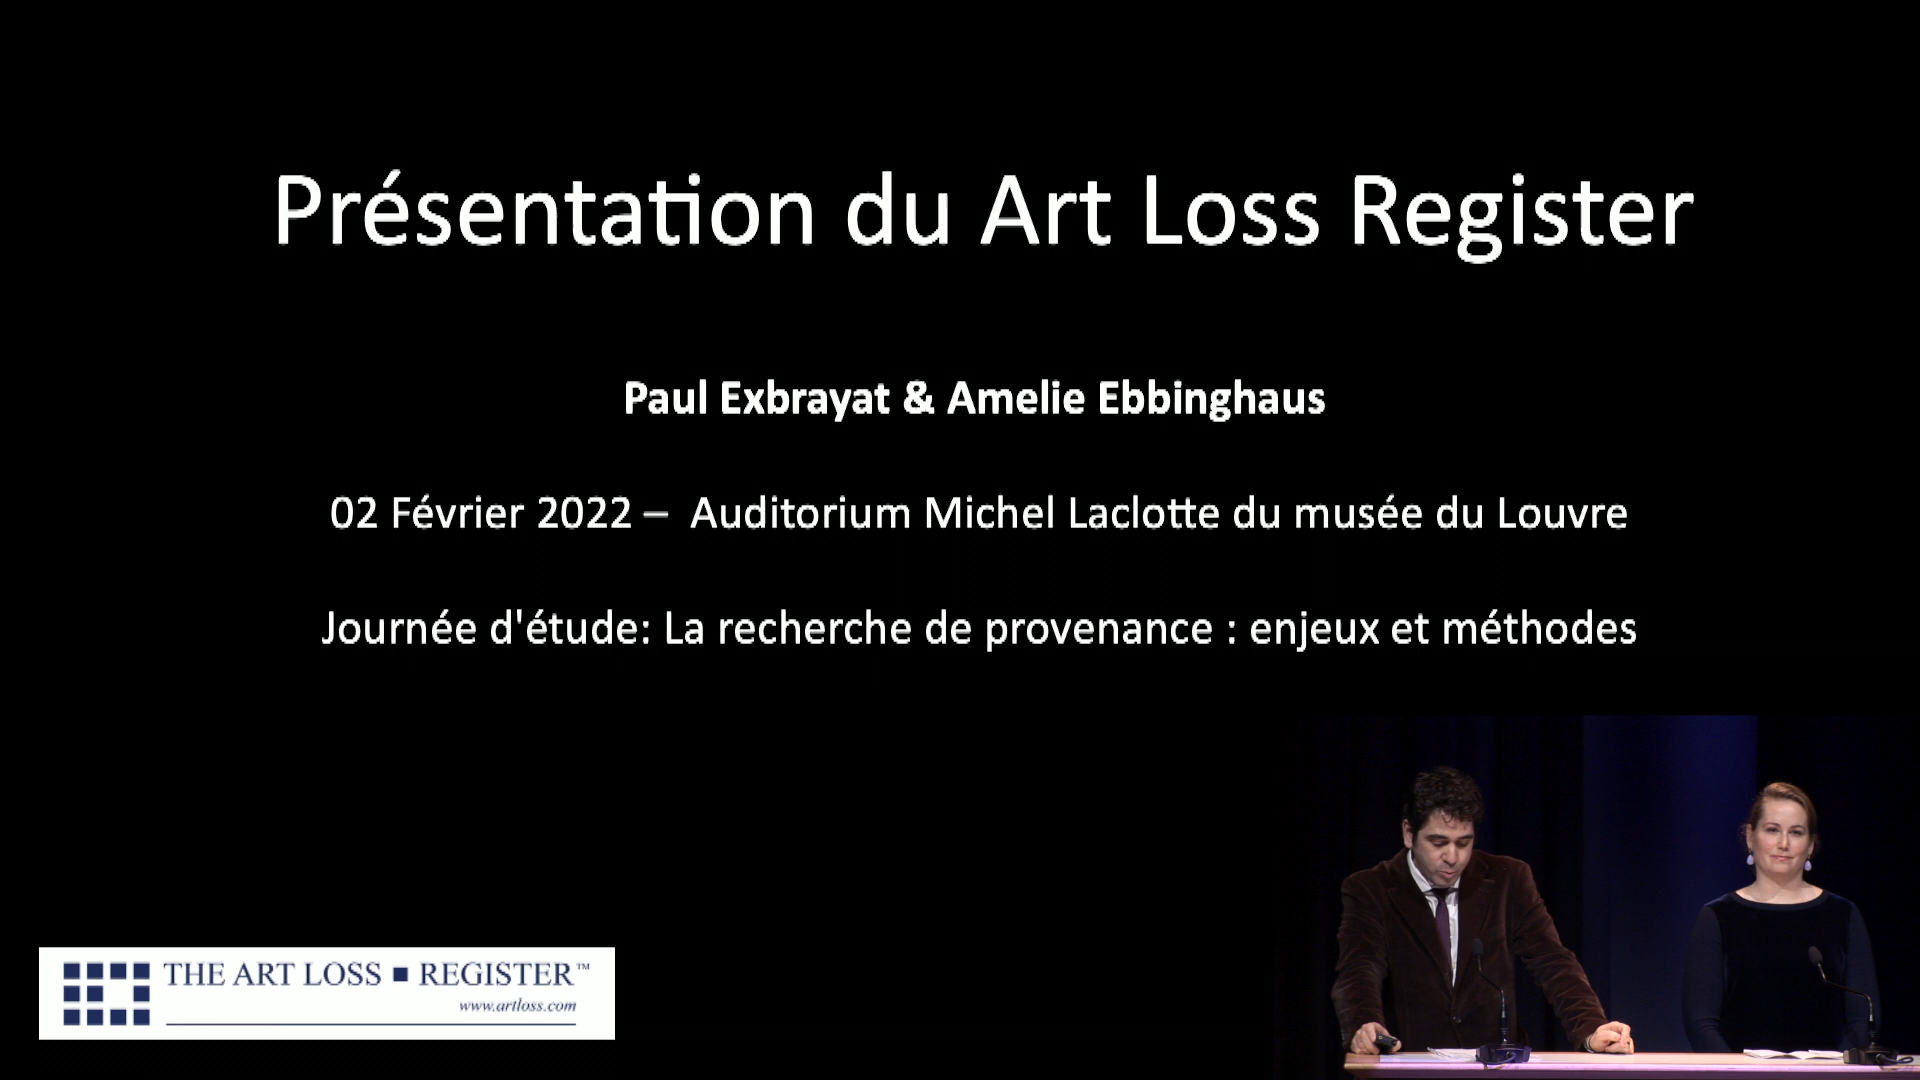 Présentation du Art Loss Register
Paul Exbrayat & Amelie Ebbinghaus
02 Février 2022 – Auditorium Michel Laclotte du musée du Louvre
Journée d'étude: La recherche de provenance : enjeux et méthodes
THE ART LOSS ■ REGISTER™
www.artloss.com